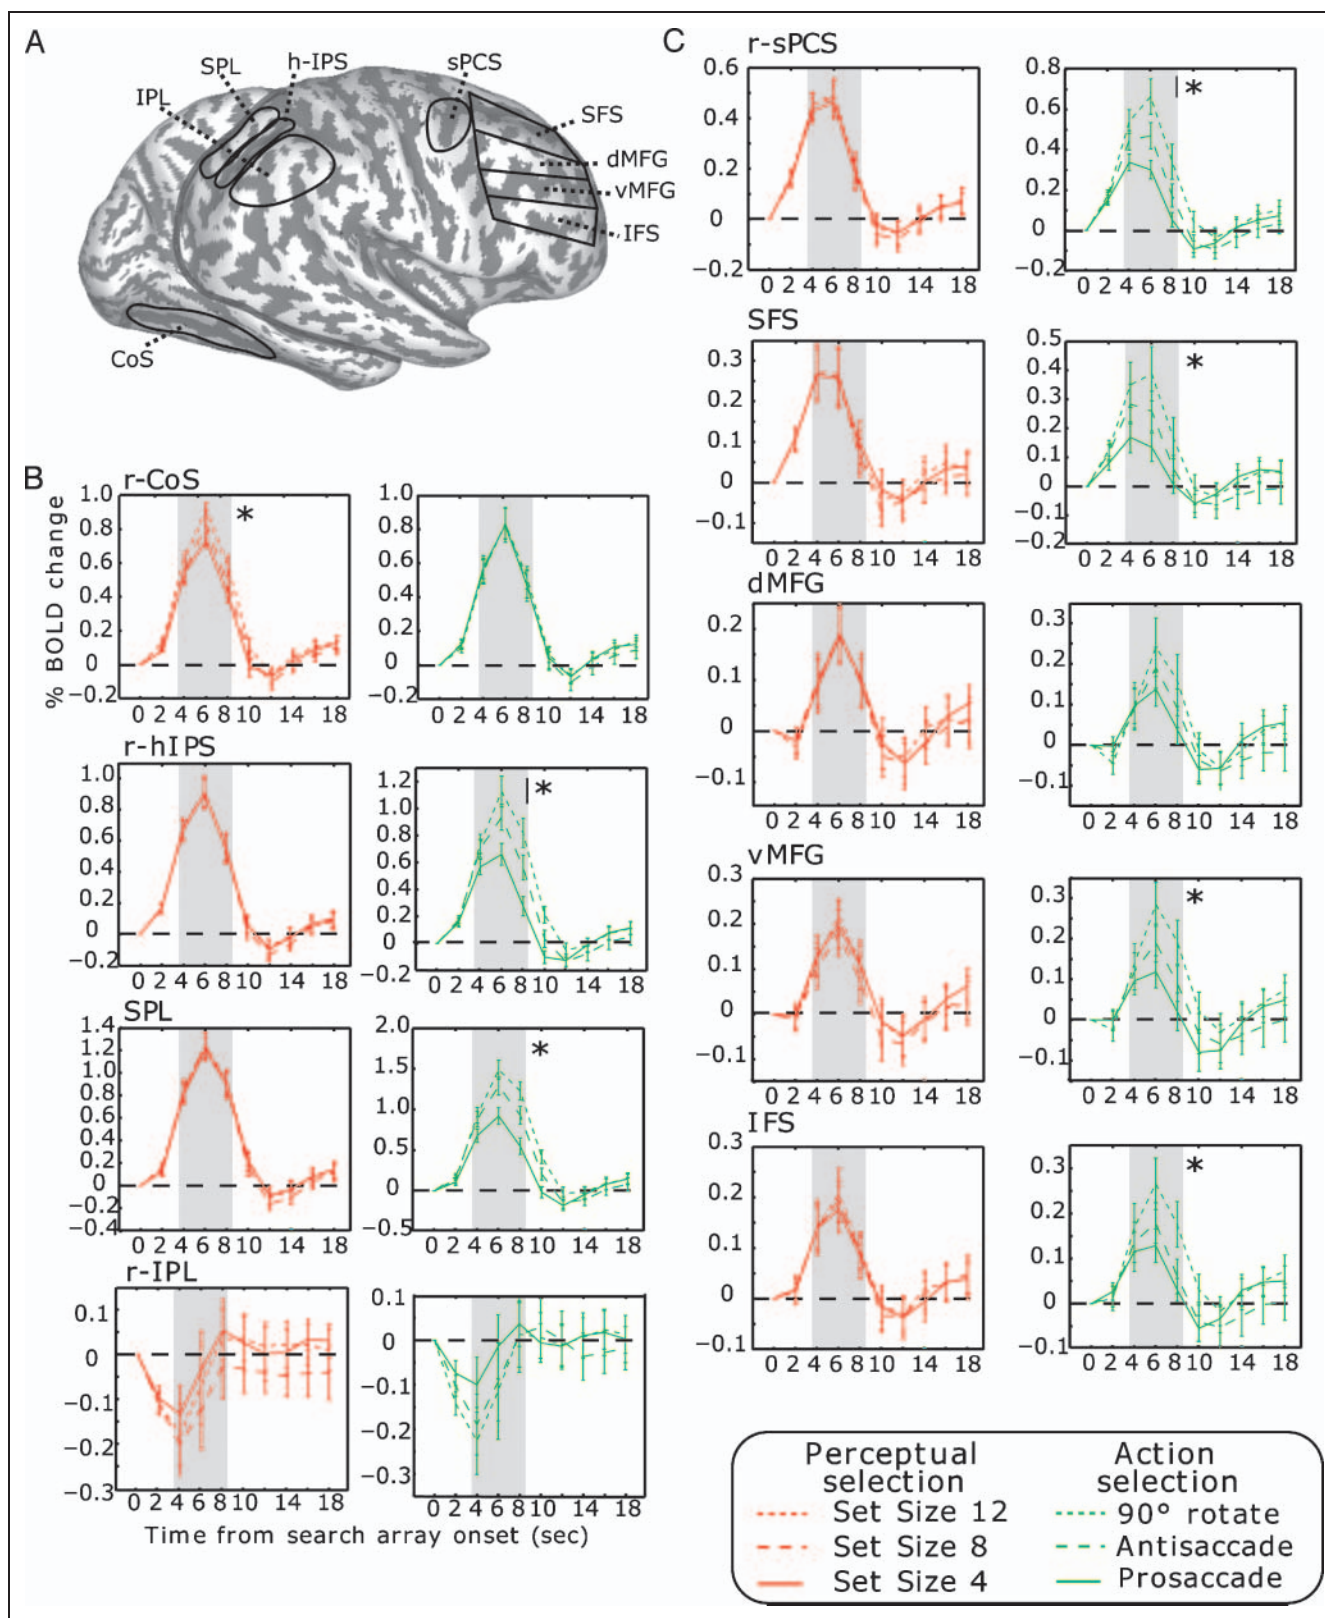 A
SPL
h-IPS
sPCS
IPL
SFS
dMFG
vMFG
IFS
CoS
B
r-CoS
% BOLD change
1.0
0.8
0.6
0.4
0.2
0
−0.2
0 2 4 6 8 10 14 18
1.0
0.8
0.6
0.4
0.2
0
−0.2
0 2 4 6 8 10 14 18
*
r-hIPS
1.0
0.8
0.6
0.4
0.2
0
−0.2
0 2 4 6 8 10 14 18
1.2
1.0
0.8
0.6
0.4
0.2
0
−0.2
0 2 4 6 8 10 14 18
*
SPL
1.4
1.2
1.0
0.8
0.6
0.4
0.2
0
−0.2
−0.4
0 2 4 6 8 10 14 18
2.0
1.5
1.0
0.5
0
−0.5
0 2 4 6 8 10 14 18
*
r-IPL
0.1
0
−0.1
−0.2
−0.3
0 2 4 6 8 10 14 18
0.1
0
−0.1
−0.2
−0.3
0 2 4 6 8 10 14 18
Time from search array onset (sec)
C
r-sPCS
0.6
0.4
0.2
0
−0.2
0 2 4 6 8 10 14 18
0.8
0.6
0.4
0.2
0
−0.2
0 2 4 6 8 10 14 18
*
SFS
0.3
0.2
0.1
0
−0.1
0 2 4 6 8 10 14 18
0.5
0.4
0.3
0.2
0.1
0
−0.1
−0.2
0 2 4 6 8 10 14 18
*
dMFG
0.2
0.1
0
−0.1
0 2 4 6 8 10 14 18
0.3
0.2
0.1
0
−0.1
0 2 4 6 8 10 14 18
vMFG
0.3
0.2
0.1
0
−0.1
0 2 4 6 8 10 14 18
0.3
0.2
0.1
0
−0.1
0 2 4 6 8 10 14 18
*
IFS
0.3
0.2
0.1
0
−0.1
0 2 4 6 8 10 14 18
0.3
0.2
0.1
0
−0.1
0 2 4 6 8 10 14 18
*
Perceptual
selection
Set Size 12
Set Size 8
Set Size 4
Action
selection
90° rotate
Antisaccade
Prosaccade